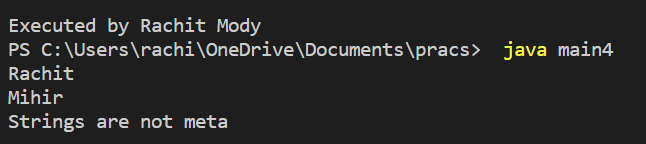 Executed by Rachit Mody
PS C:\Users\rachi\OneDrive\Documents\pracs>  java main4
Rachit
Mihir
Strings are not meta